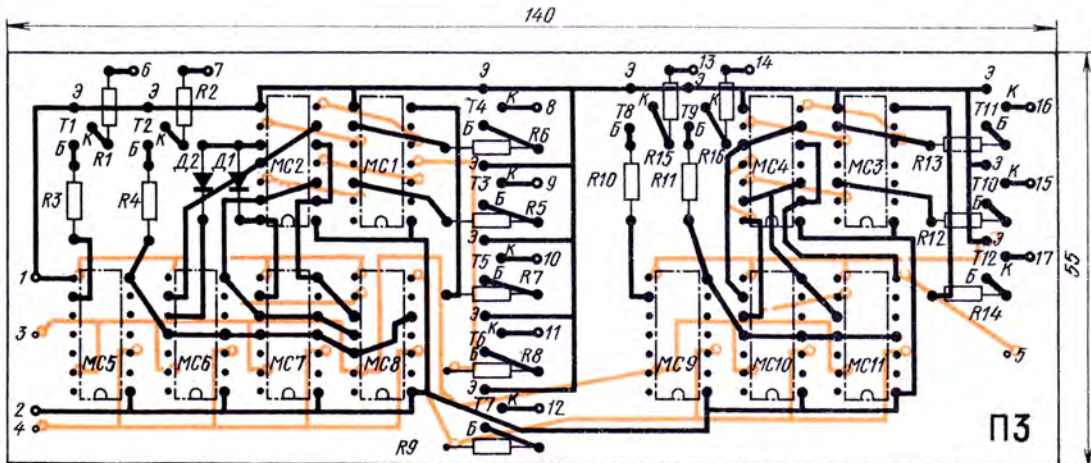 140
6 7 13 14
Э Э R2 Э Э Э Э
Т1 Т2 Т4 К 8 Т8 К Т9 К Т11 К 16
К К Б R6 Б Б Б
Б R1 Б Д2 Д1 МС2 МС1 Э R15 R16 МС4 МС3 R13 Э
R3 R4 Т3 К 9 R10 R11 Т10 К 15
Б R5 Б
Э R12 Э
1 Т5 К 10 Т12 К 17
Б R7 Б
Э R14
3 К 11 5
МС5 МС6 МС7 МС8 Т6 Б R8 МС9 МС10 МС11
Э
2 Т7 К 12
4 Б
R9
П3
55